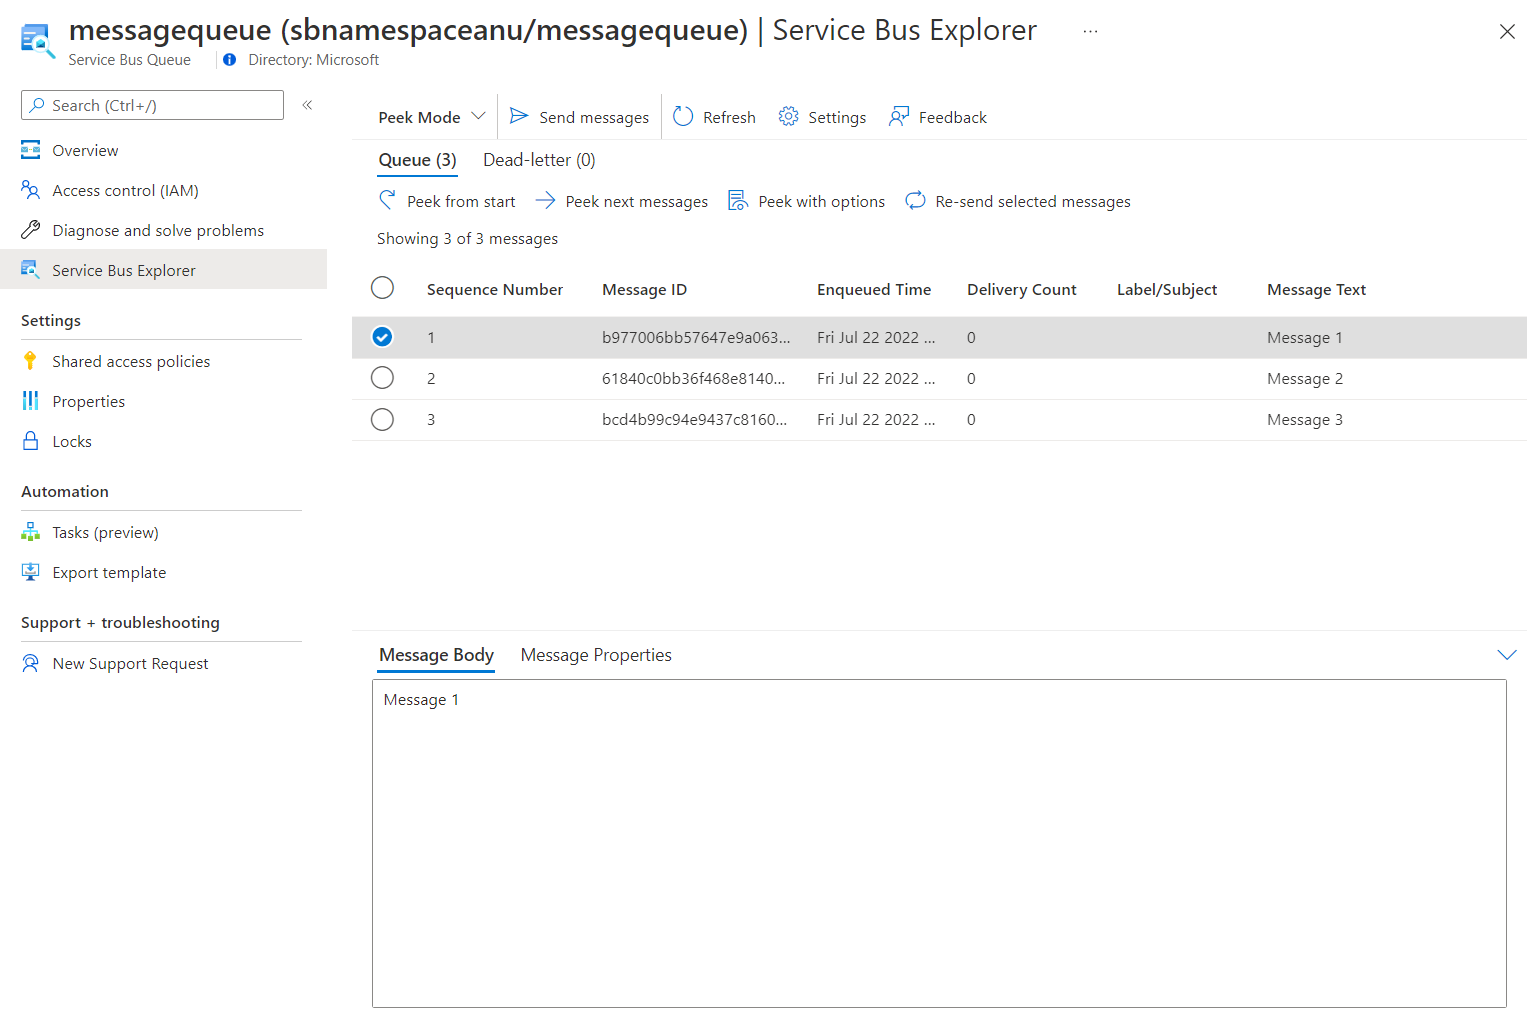 messagequeue (sbnamespaceanu/messagequeue) | Service Bus Explorer ...
Service Bus Queue
Directory: Microsoft
Search (Ctrl+/)
«
Overview
Access control (IAM)
Diagnose and solve problems
Service Bus Explorer
Settings
Shared access policies
Properties
Locks
Automation
Tasks (preview)
Export template
Support + troubleshooting
New Support Request
Peek Mode
Send messages
Refresh
Settings
Feedback
Queue (3)
Dead-letter (0)
Peek from start
Peek next messages
Peek with options
Re-send selected messages
Showing 3 of 3 messages
Sequence Number Message ID Enqueued Time Delivery Count Label/Subject Message Text
1 b977006bb57647e9a063... Fri Jul 22 2022 ... 0 Message 1
2 61840c0bb36f468e8140... Fri Jul 22 2022 ... 0 Message 2
3 bcd4b99c94e9437c8160... Fri Jul 22 2022 ... 0 Message 3
Message Body
Message Properties
Message 1